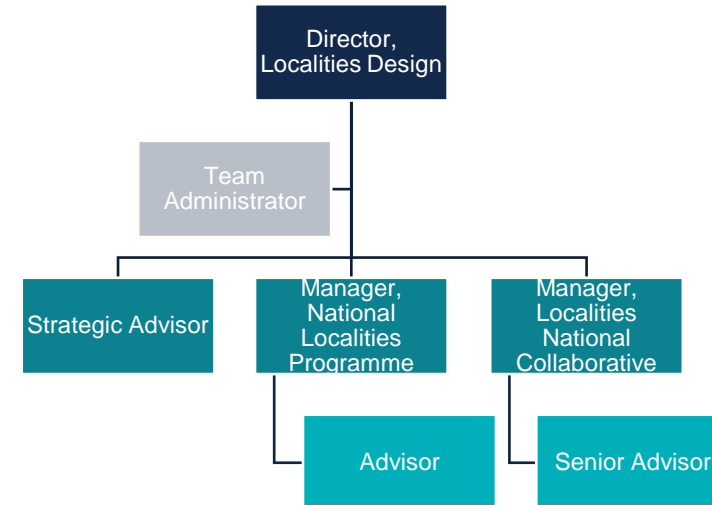 Director,
Localities Design
Team
Administrator
Strategic Advisor
Manager,
National
Localities
Programme
Manager,
Localities
National
Collaborative
Advisor
Senior Advisor